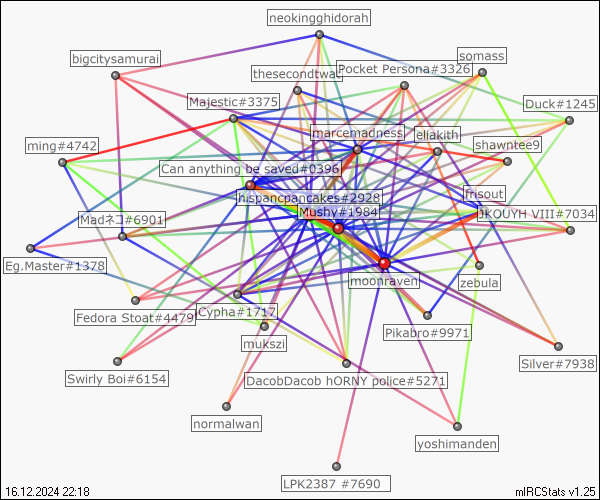 neokingghidorah
bigcitysamurai
somass
thesecondtwat
Pocket Persona#3326
Majestic#3375
Duck#1245
marcemadness
eliakith
ming#4742
shawntee9
Can anything be saved#0396
hispancpancakes#2928
frisout
Mushy#1984
JKOUYH VIII#7034
Madネコ#6901
Eg.Master#1378
moonraven
zebula
Fedora Stoat#4479
Cypha#1717
Pikabro#9971
mukszi
Silver#7938
Swirly Boi#6154
DacobDacob hORNY police#5271
normalwan
yoshimanden
LPK2387 #7690
16.12.2024 22:18
mIRCStats v1.25